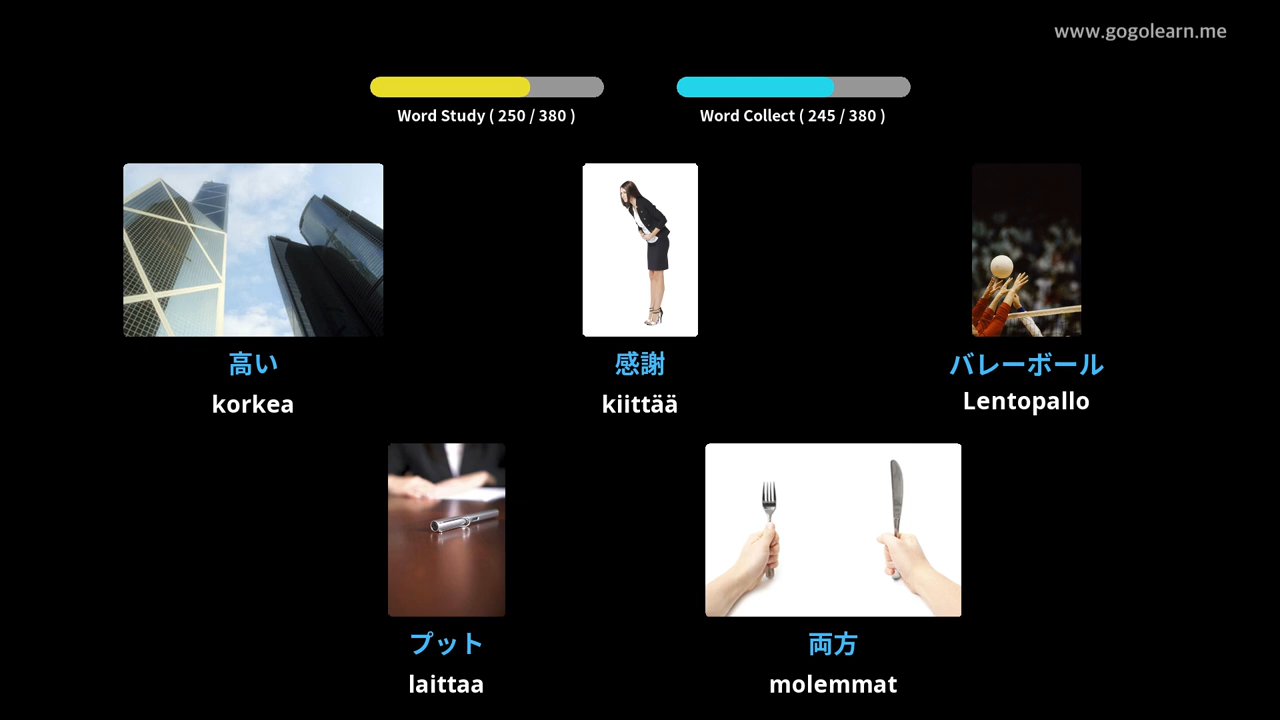 www.gogolearn.me
Word Study ( 250 / 380 )
Word Collect ( 245 / 380 )
高い
korkea
感謝
kiittää
バレーボール
Lentopallo
プット
laittaa
両方
molemmat